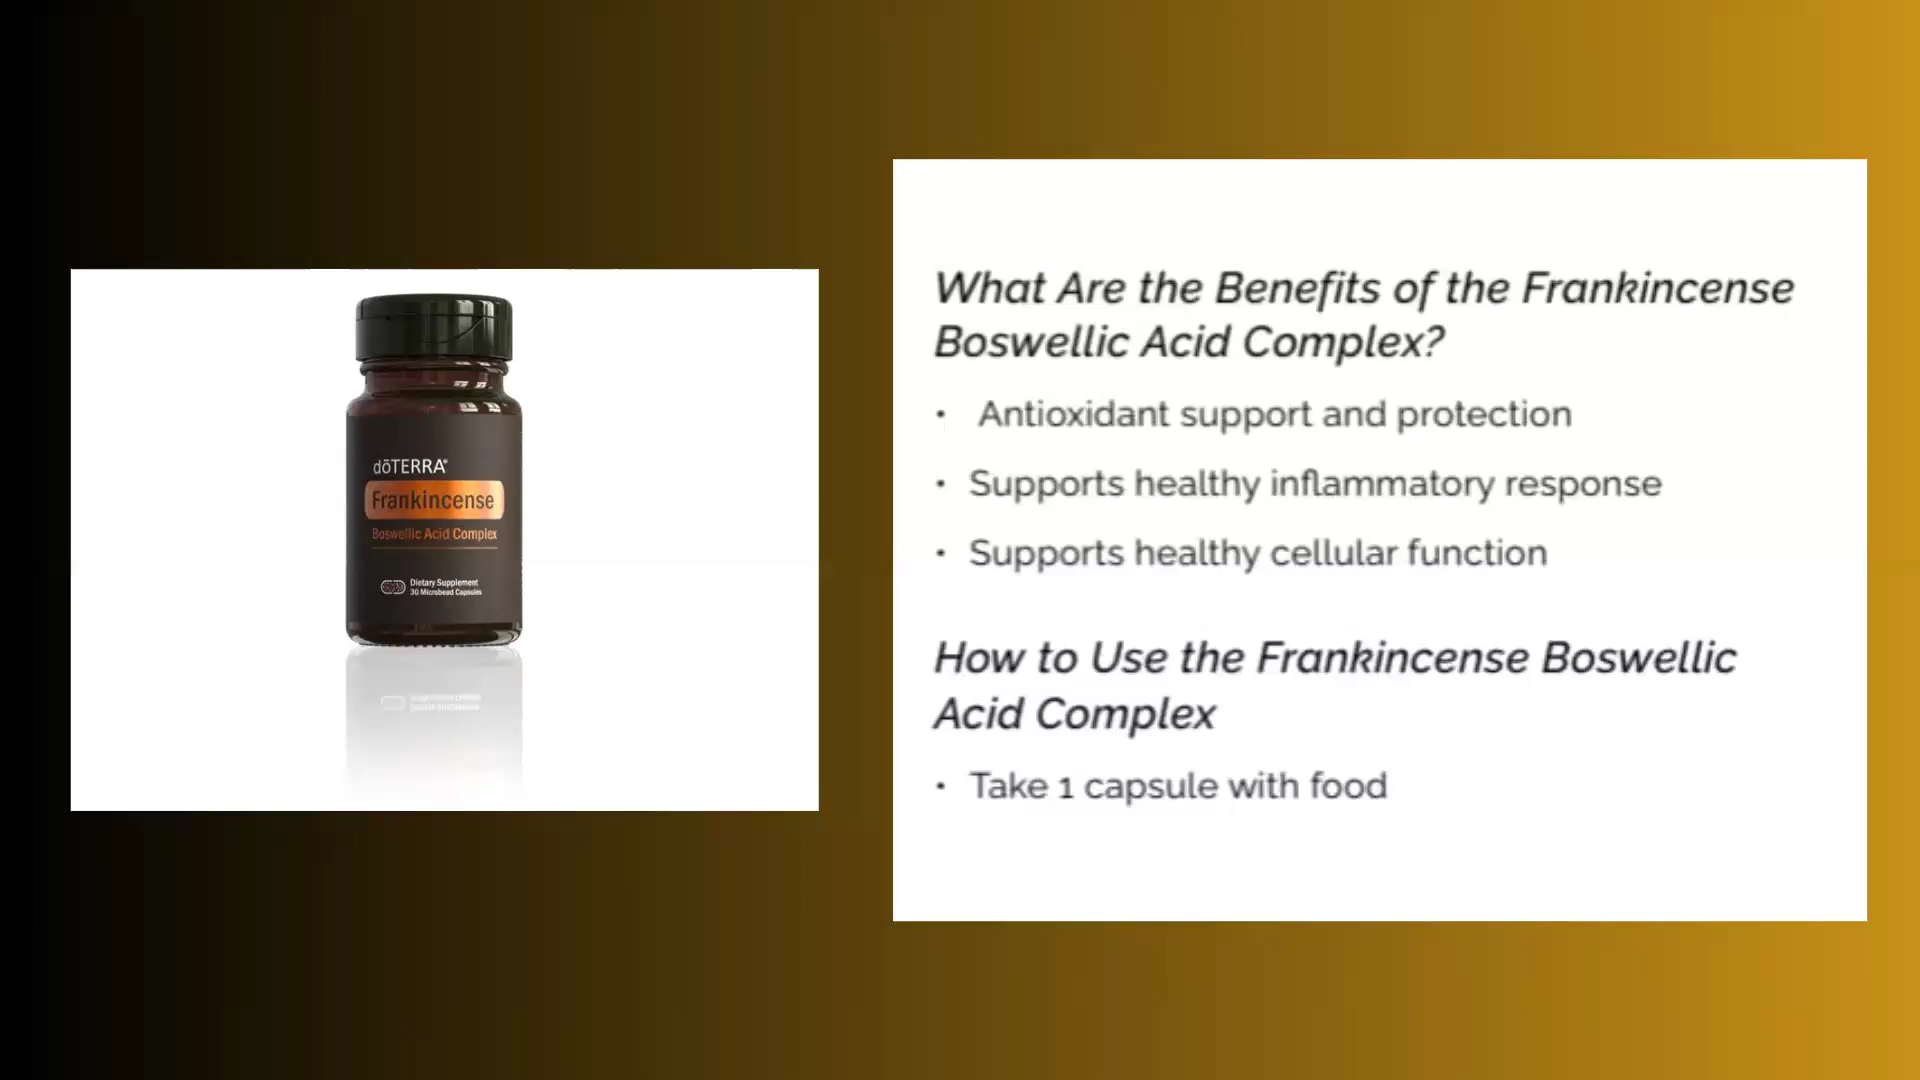 dōTERRA®
Frankincense
Boswellic Acid Complex
Dietary Supplement
30 Microbead Capsules
What Are the Benefits of the Frankincense
Boswellic Acid Complex?
• Antioxidant support and protection
• Supports healthy inflammatory response
• Supports healthy cellular function
How to Use the Frankincense Boswellic
Acid Complex
• Take 1 capsule with food